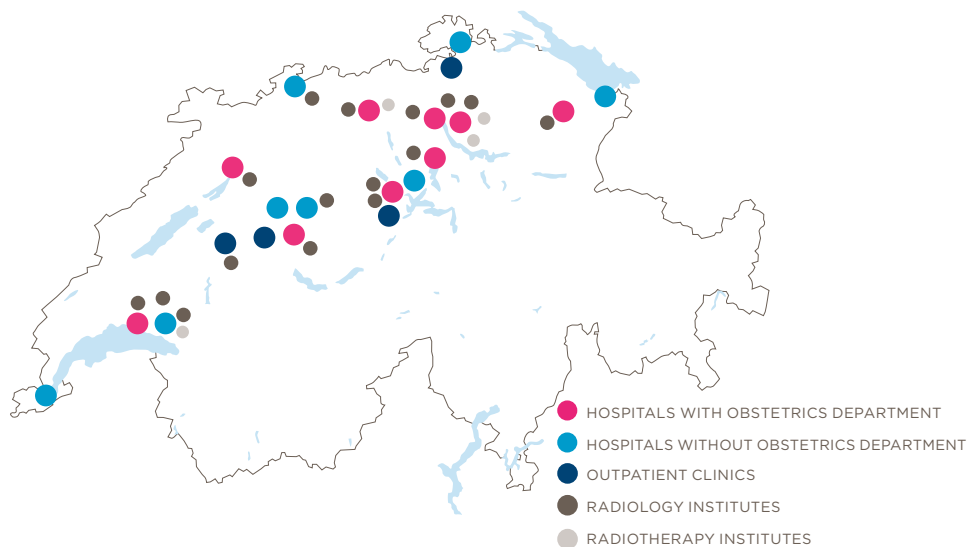 HOSPITALS WITH OBSTETRICS DEPARTMENT
HOSPITALS WITHOUT OBSTETRICS DEPARTMENT
OUTPATIENT CLINICS
RADIOLOGY INSTITUTES
RADIOTHERAPY INSTITUTES